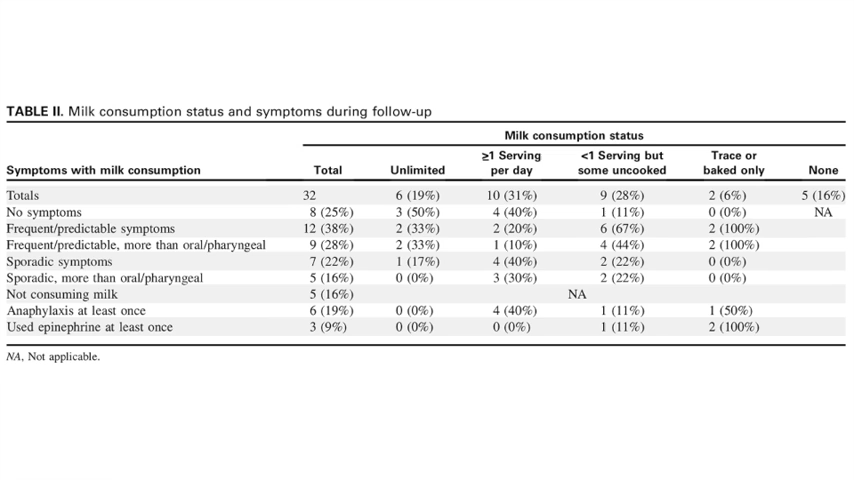 TABLE II. Milk consumption status and symptoms during follow-up
Milk consumption status
Symptoms with milk consumption Total Unlimited ≥1 Serving per day <1 Serving but some uncooked Trace or baked only None
Totals 32 6 (19%) 10 (31%) 9 (28%) 2 (6%) 5 (16%)
No symptoms 8 (25%) 3 (50%) 4 (40%) 1 (11%) 0 (0%) NA
Frequent/predictable symptoms 12 (38%) 2 (33%) 2 (20%) 6 (67%) 2 (100%)
Frequent/predictable, more than oral/pharyngeal 9 (28%) 2 (33%) 1 (10%) 4 (44%) 2 (100%)
Sporadic symptoms 7 (22%) 1 (17%) 4 (40%) 2 (22%) 0 (0%)
Sporadic, more than oral/pharyngeal 5 (16%) 0 (0%) 3 (30%) 2 (22%) 0 (0%)
Not consuming milk 5 (16%) NA
Anaphylaxis at least once 6 (19%) 0 (0%) 4 (40%) 1 (11%) 1 (50%)
Used epinephrine at least once 3 (9%) 0 (0%) 0 (0%) 1 (11%) 2 (100%)
NA, Not applicable.